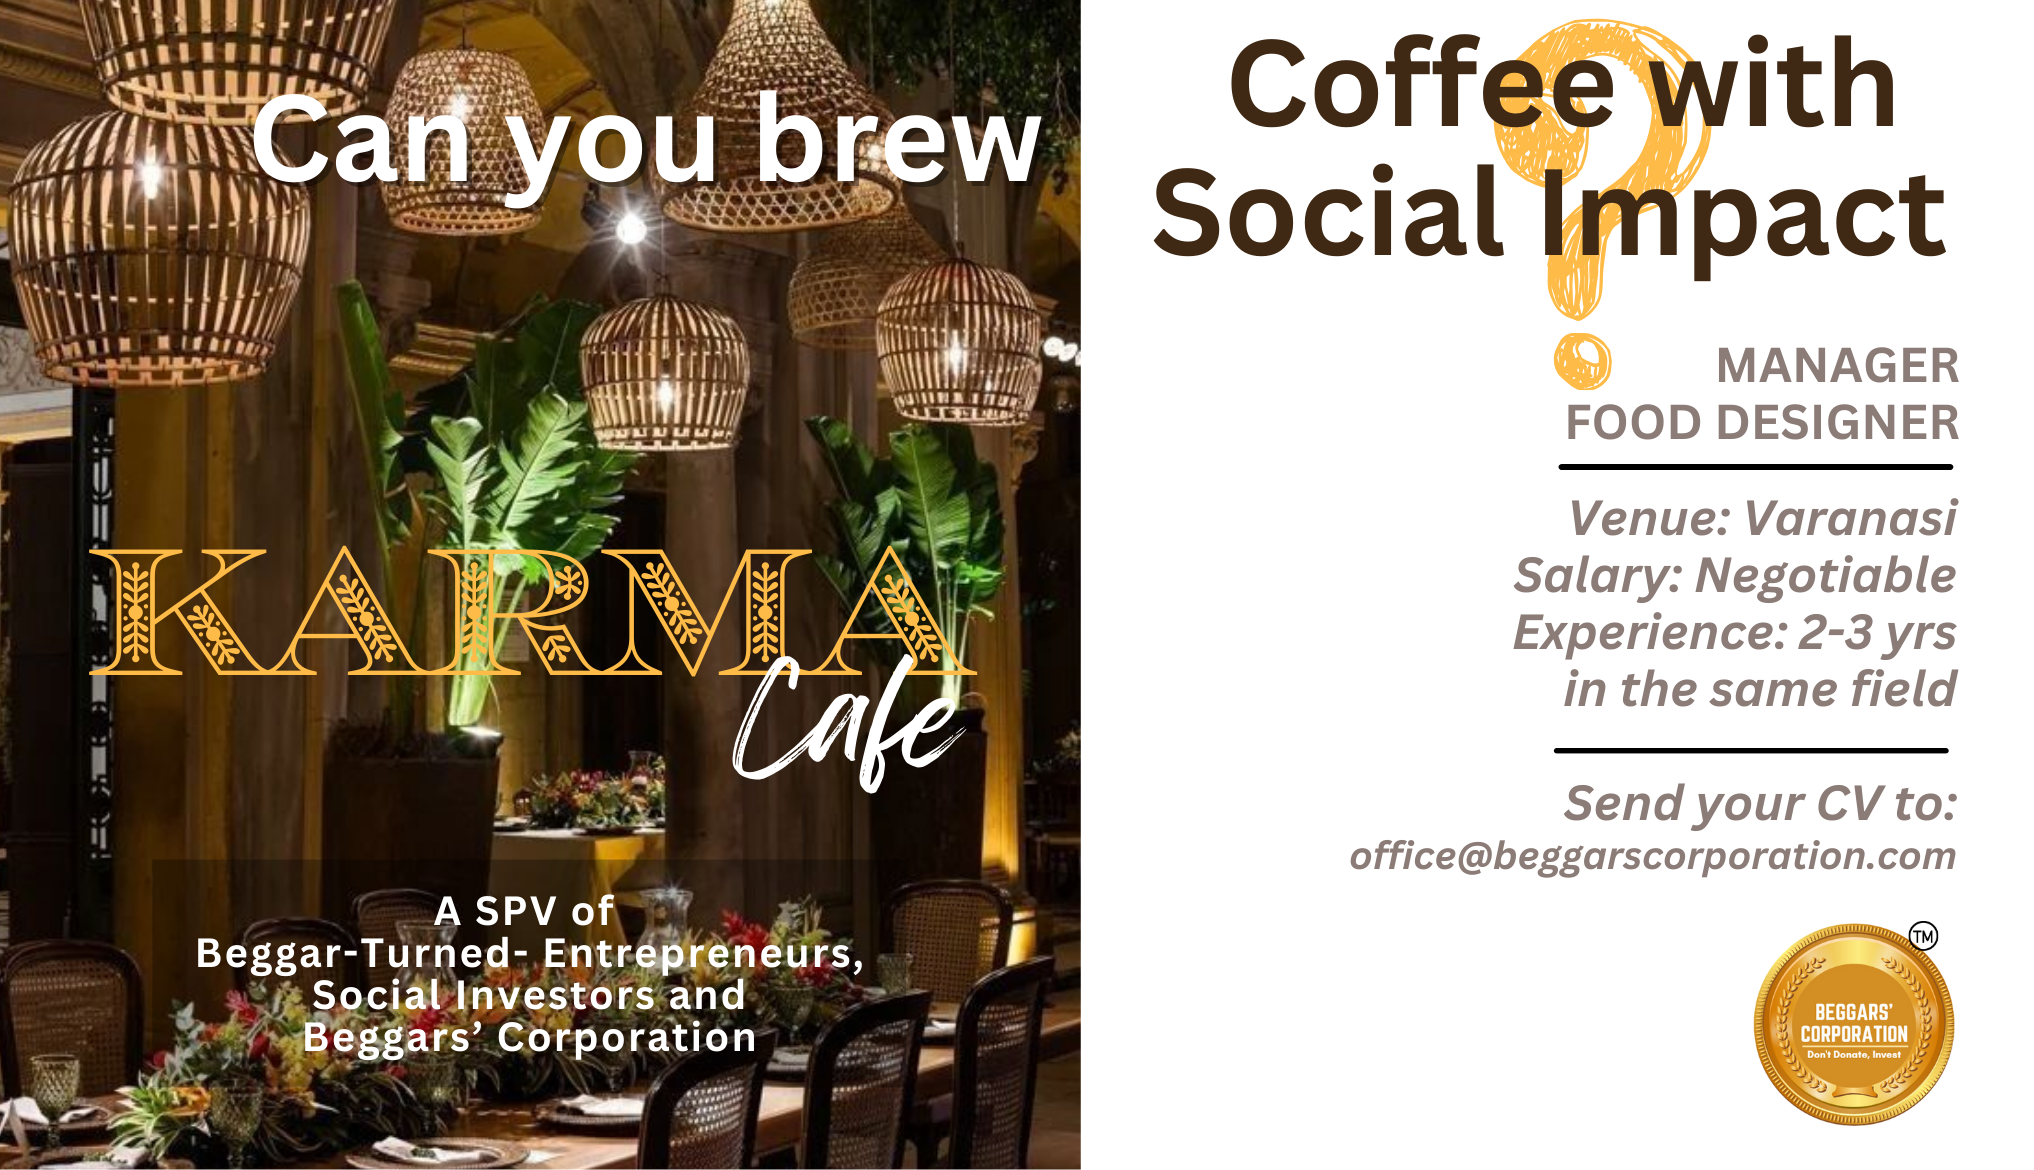 Can you brew
KARMA
Cafe
A SPV of
Beggar-Turned- Entrepreneurs,
Social Investors and
Beggars’ Corporation
Coffee with
Social Impact
?
MANAGER
FOOD DESIGNER
Venue: Varanasi
Salary: Negotiable
Experience: 2-3 yrs
in the same field
Send your CV to:
office@beggarscorporation.com
TM
BEGGARS’
CORPORATION
Don't Donate, Invest